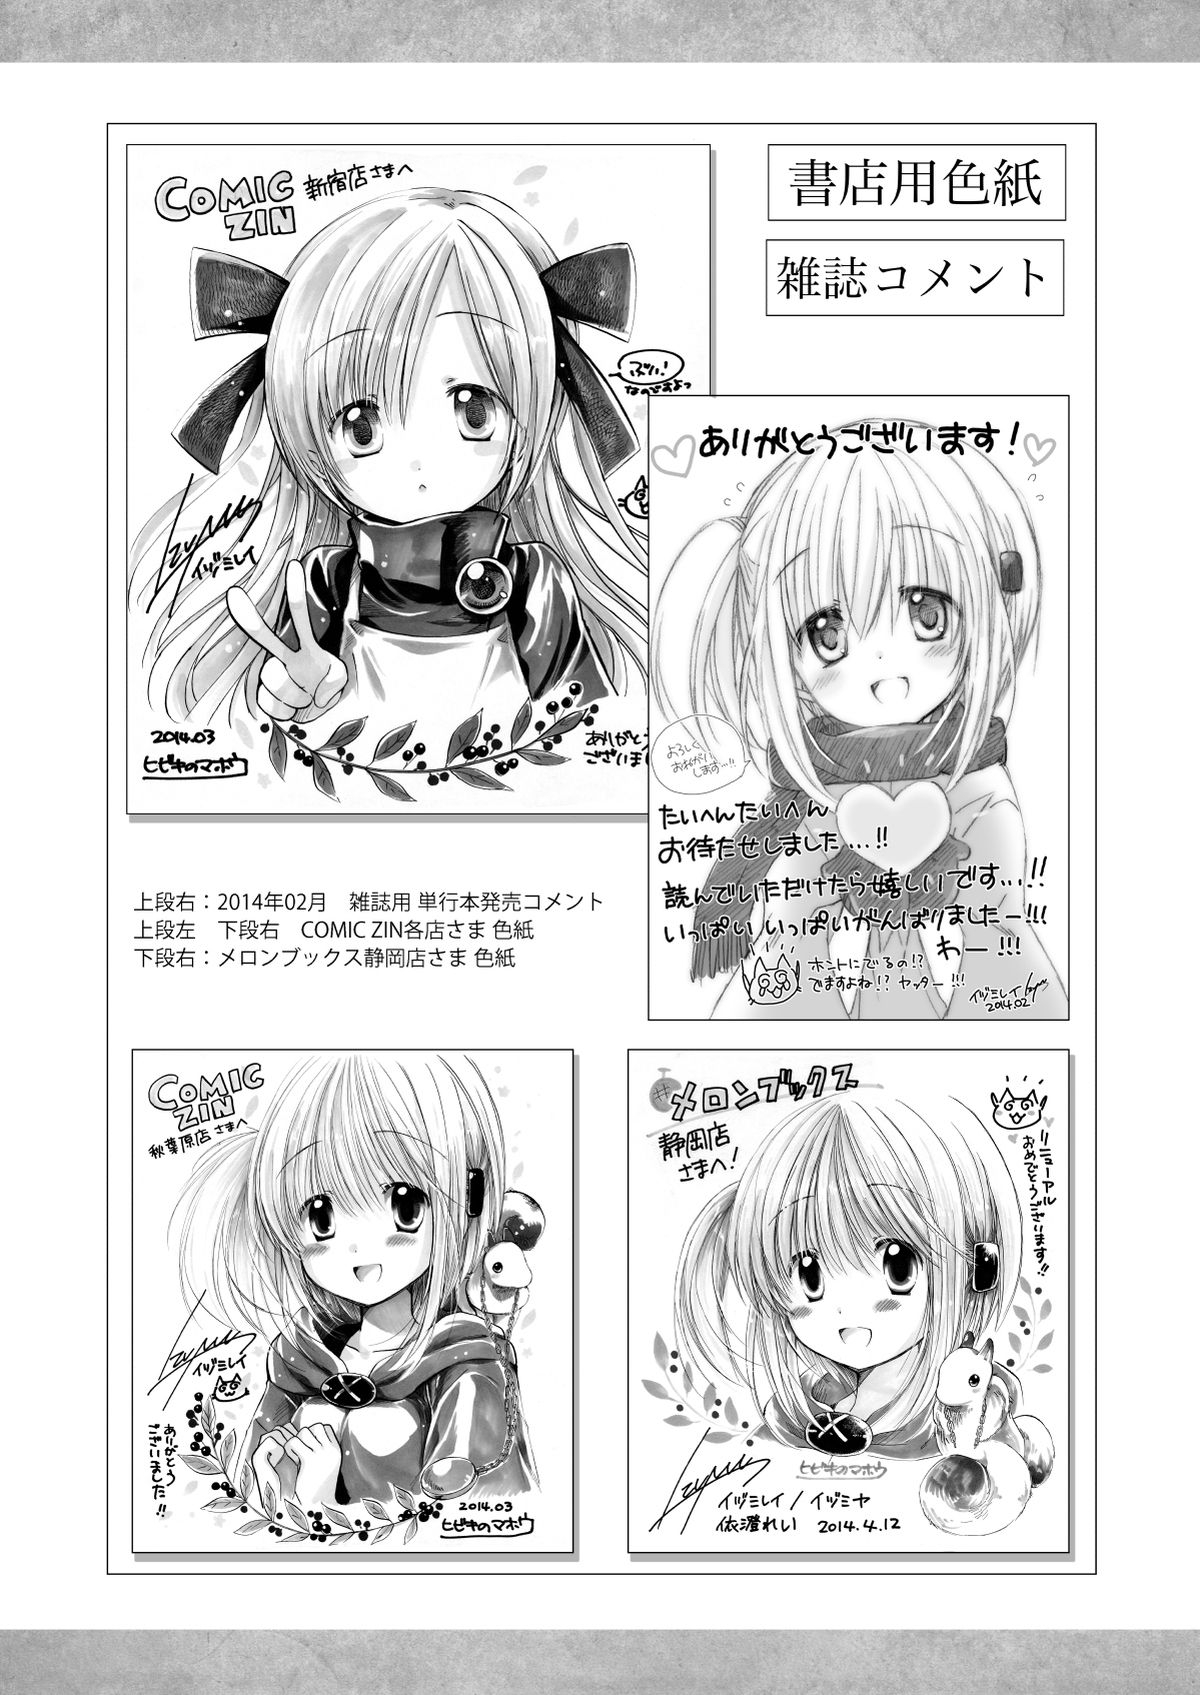 書店用色紙
雑誌コメント
COMIC
ZIN
新宿店さまへ
ぶい!
なのですよっ
イヅミレイ
2014.03
ヒビキのマホウ
ありがとう
ございまし
ありがとうございます!
よろしく
おねがい
します…!!
たいへんたいへん
お待たせしました…!!
読んでいただけたら嬉しいです…!!
いっぱいいっぱいがんばりましたー!!!
わー!!!
ホントにでるの!?
でますよね!? ヤッター!!!
イヅミレイ
2014.02
上段右：2014年02月　雑誌用 単行本発売コメント
上段左　下段右　COMIC ZIN各店さま 色紙
下段右：メロンブックス静岡店さま 色紙
COMIC
ZIN
秋葉原店さまへ
イヅミレイ
ありがとう
ございました!!
2014.03
ヒビキのマホウ
メロンブックス
静岡店
さまへ!
リニューアル
おめでとうございます!!
ヒビキのマホウ
イヅミレイ / イヅミヤ
依澄れい 2014.4.12